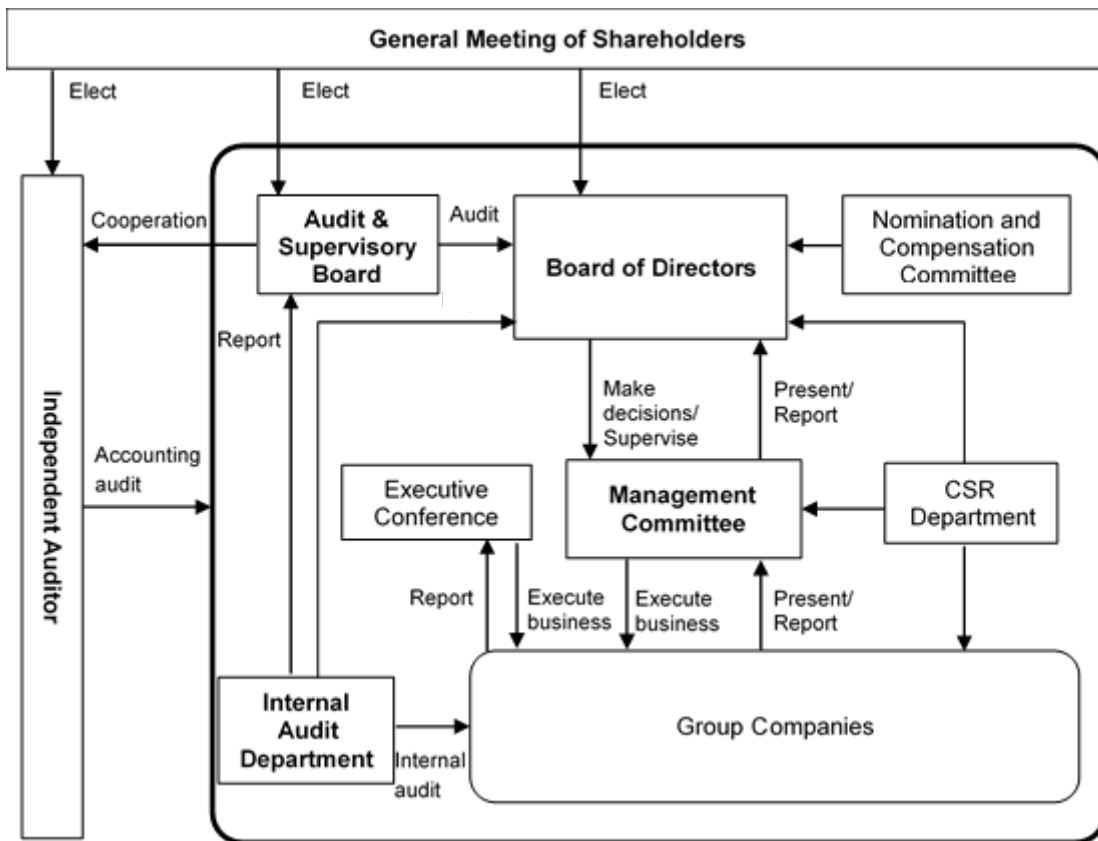 General Meeting of Shareholders
Elect
Elect
Elect
Cooperation
Audit &
Supervisory
Board
Audit
Board of Directors
Nomination and
Compensation
Committee
Report
Make
decisions/
Supervise
Present/
Report
Independent Auditor
Accounting
audit
Executive
Conference
Management
Committee
CSR
Department
Report
Execute
business
Execute
business
Present/
Report
Internal
Audit
Department
Internal
audit
Group Companies